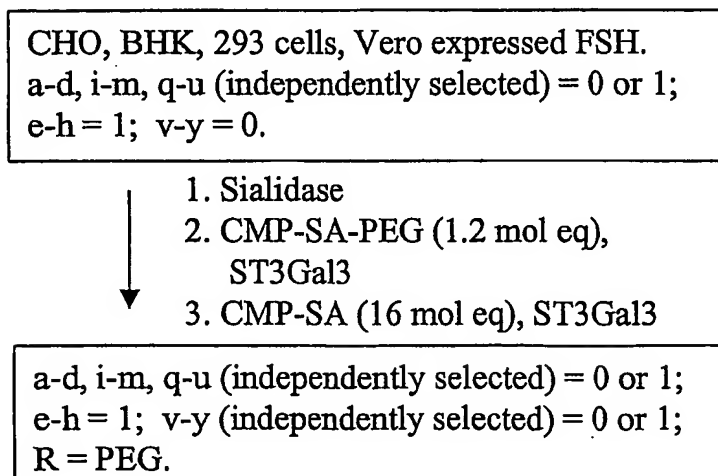 CHO, BHK, 293 cells, Vero expressed FSH.
a-d, i-m, q-u (independently selected) = 0 or 1;
e-h = 1; v-y = 0.
1. Sialidase
2. CMP-SA-PEG (1.2 mol eq),
ST3Gal3
3. CMP-SA (16 mol eq), ST3Gal3
a-d, i-m, q-u (independently selected) = 0 or 1;
e-h = 1; v-y (independently selected) = 0 or 1;
R = PEG.